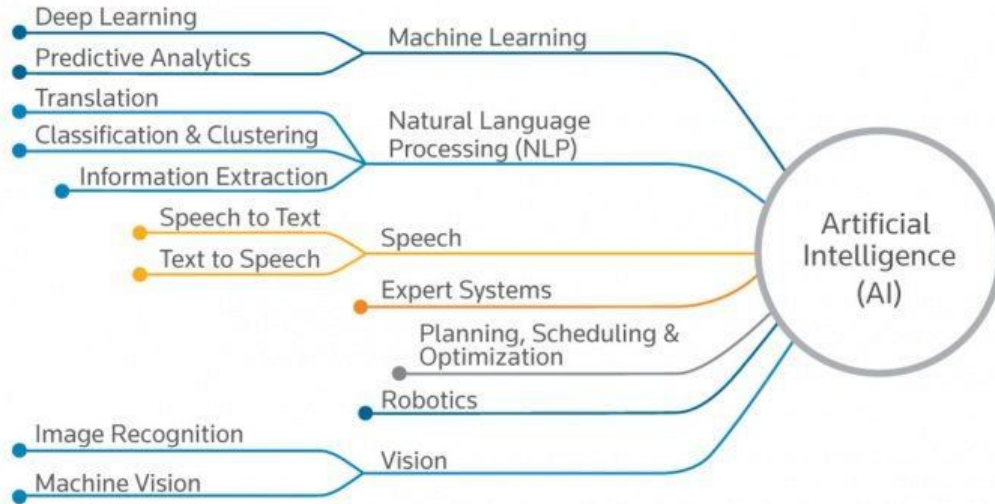 Deep Learning
Predictive Analytics
Machine Learning
Translation
Classification & Clustering
Information Extraction
Natural Language
Processing (NLP)
Speech to Text
Text to Speech
Speech
Expert Systems
Planning, Scheduling &
Optimization
Robotics
Image Recognition
Machine Vision
Vision
Artificial
Intelligence
(AI)